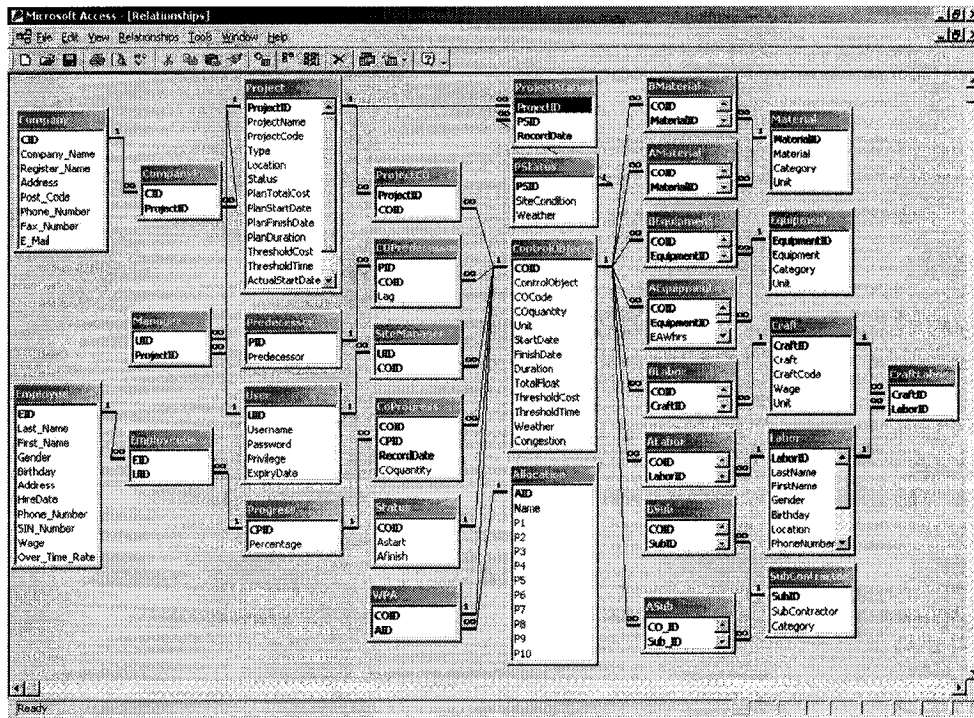 Microsoft Access - [Relationships]
File Edit View Relationships Tools Window Help
Company
CID
Company_Name
Register_Name
Address
Post_Code
Phone_Number
Fax_Number
E_Mail
CID
ProjectID
Project
ProjectID
ProjectName
ProjectCode
Type
Location
Status
PlanTotalCost
PlanStartDate
PlanFinishDate
PlanDuration
ThresholdCost
ThresholdTime
ActualStartDate
Manager
UID
ProjectID
Employee
EID
Last_Name
First_Name
Gender
Birthday
Address
HireDate
Phone_Number
SIN_Number
Wage
Over_Time_Rate
EID
UID
Predecessor
PID
Predecessor
User
UID
Username
Password
Privilege
ExpiryDate
Progress
CPID
Percentage
ProjectCO
ProjectID
COID
PID
COID
Lag
SiteManager
UID
COID
CoProgress
COID
CPID
RecordDate
COquantity
Status
COID
Astart
Afinish
WPA
COID
AID
ProjectStatus
ProjectID
PSID
RecordData
PStatus
PSID
SiteCondition
Weather
ControlObject
COID
ControlObject
COCode
COquantity
Unit
StartDate
FinishDate
Duration
TotalFloat
ThresholdCost
ThresholdTime
Weather
Congestion
Allocation
AID
Name
P1
P2
P3
P4
P5
P6
P7
P8
P9
P10
BMaterial
COID
MaterialID
AMaterial
COID
MaterialID
COID
EquipmentID
COID
EquipmentID
EAWhrs
BLabor
COID
CraftID
ALabor
COID
LaborID
BSub
COID
SubID
ASub
CO_ID
Sub_ID
Material
MaterialID
Material
Category
Unit
Equipment
EquipmentID
Equipment
Category
Unit
Craft
CraftID
Craft
CraftCode
Wage
Unit
Labor
LaborID
LastName
FirstName
Gender
Birthday
Location
PhoneNumber
SubContractor
SubID
SubContractor
Category
CraftLabor
CraftID
LaborID
Ready